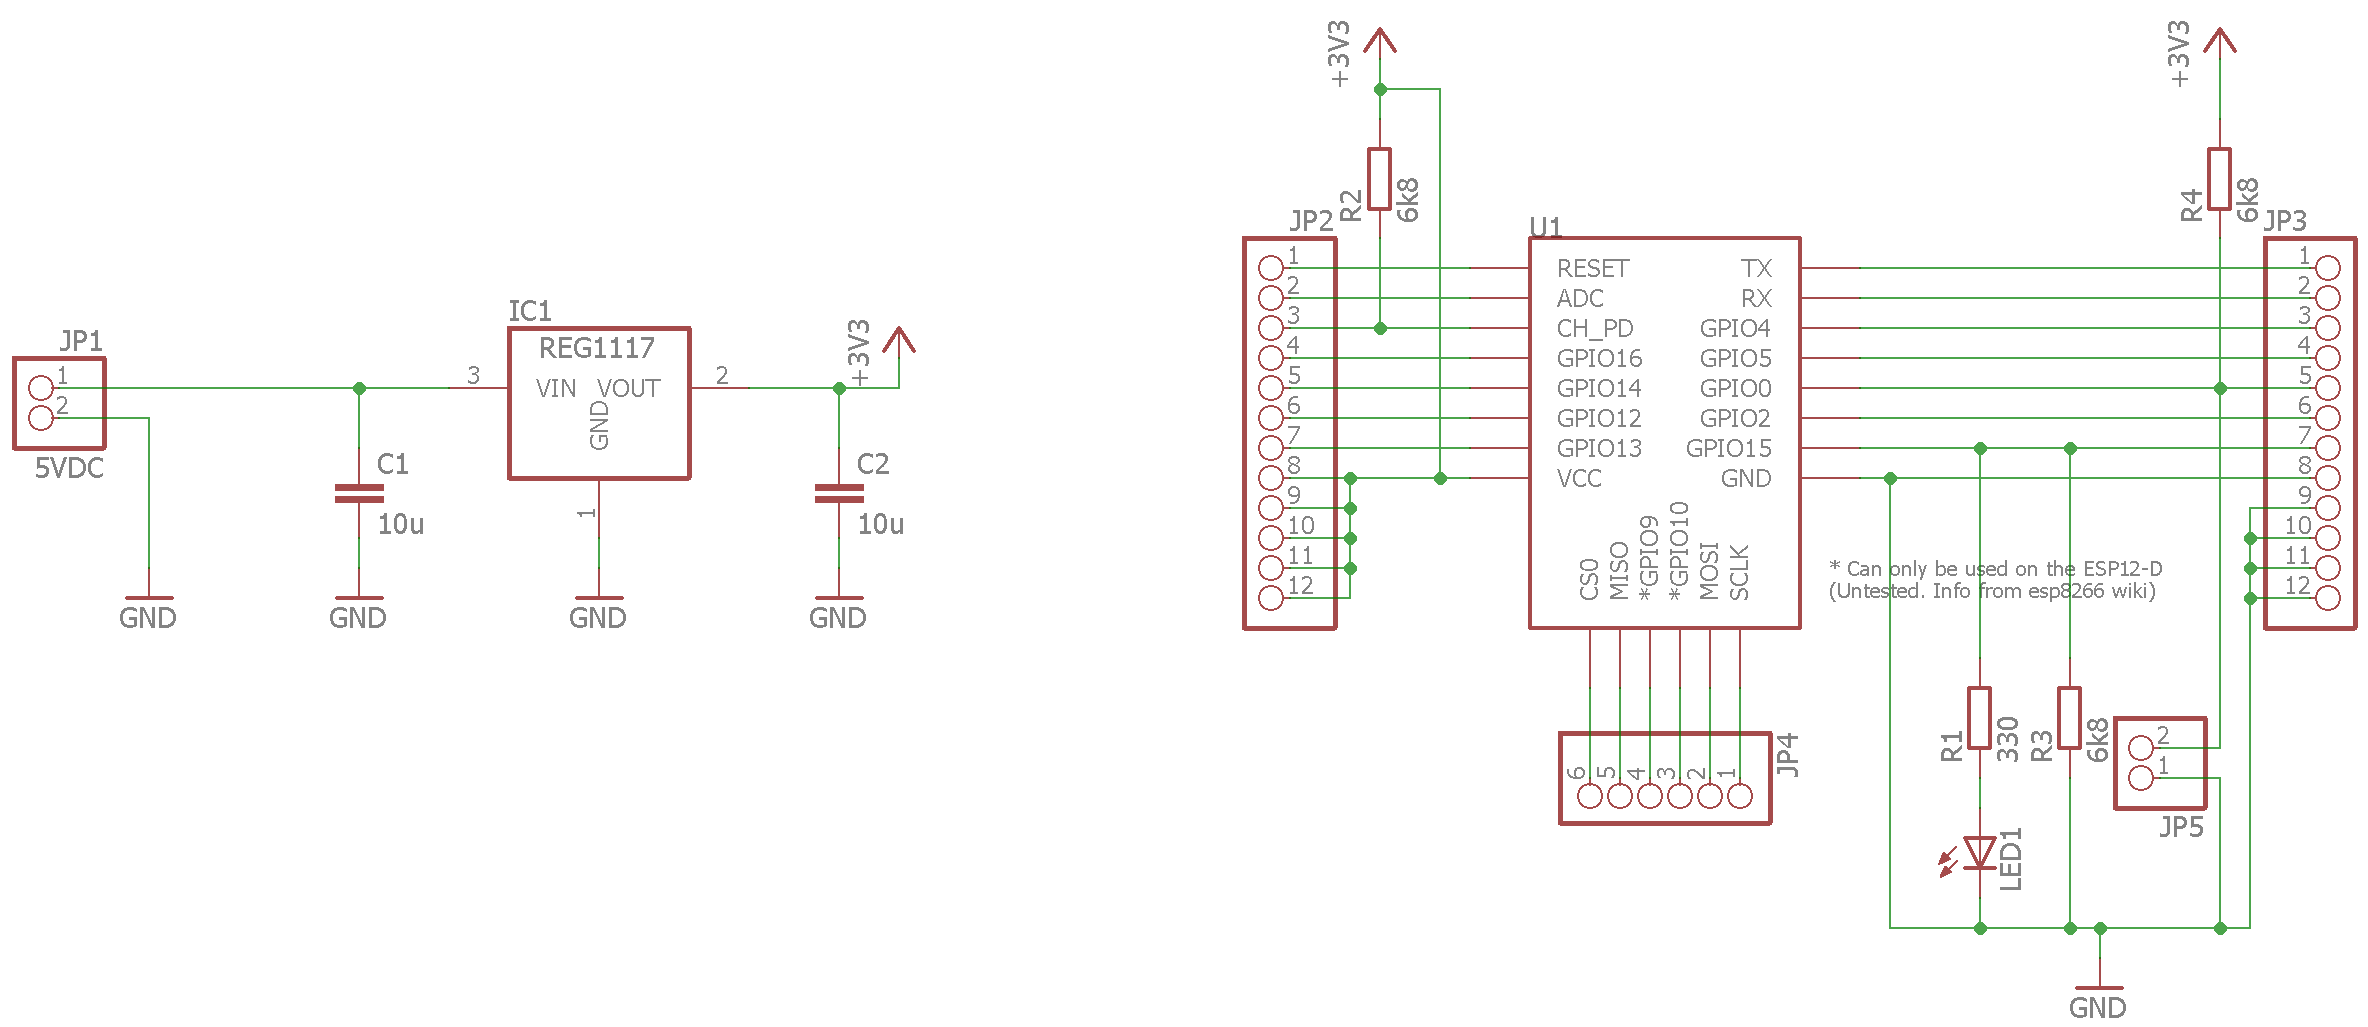 JP1
1
2
5VDC
GND
C1
10u
GND
IC1
REG1117
3
VIN
VOUT
2
GND
1
GND
C2
10u
GND
+3V3
+3V3
R2
6k8
JP2
1
2
3
4
5
6
7
8
9
10
11
12
U1
RESET
ADC
CH_PD
GPIO16
GPIO14
GPIO12
GPIO13
VCC
TX
RX
GPIO4
GPIO5
GPIO0
GPIO2
GPIO15
GND
CS0
MISO
*GPIO9
*GPIO10
MOSI
SCLK
6
5
4
3
2
1
JP4
* Can only be used on the ESP12-D
(Untested. Info from esp8266 wiki)
+3V3
R4
6k8
JP3
1
2
3
4
5
6
7
8
9
10
11
12
R1
330
R3
6k8
LED1
2
1
JP5
GND